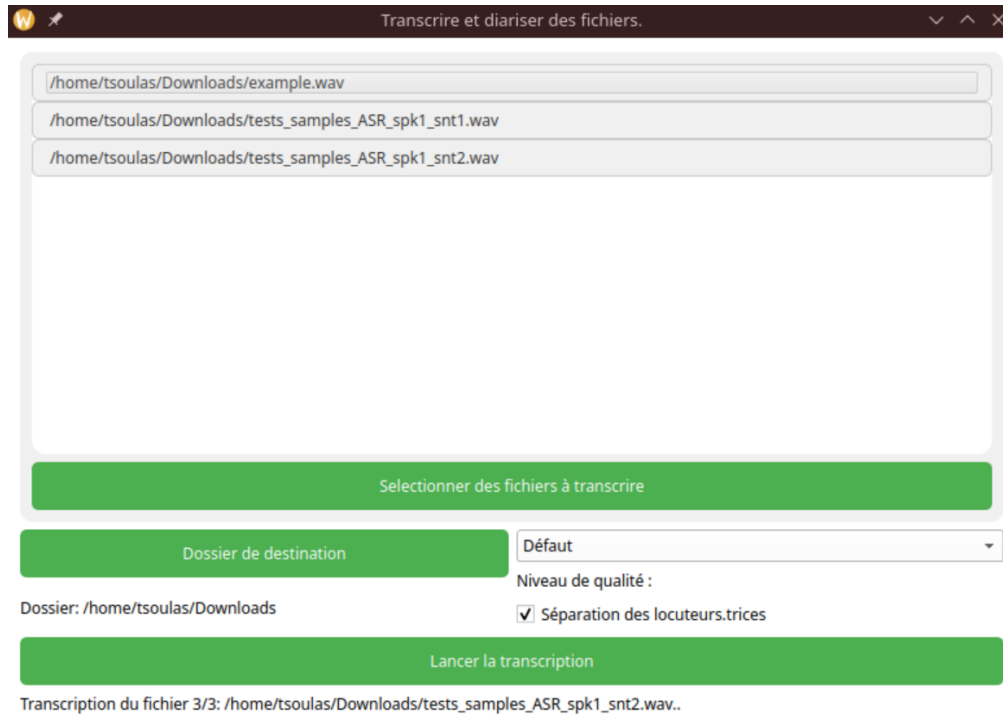 Transcrire et diariser des fichiers.
/home/tsoulas/Downloads/example.wav
/home/tsoulas/Downloads/tests_samples_ASR_spk1_snt1.wav
/home/tsoulas/Downloads/tests_samples_ASR_spk1_snt2.wav
Selectionner des fichiers à transcrire
Dossier de destination
Défaut
Niveau de qualité :
Dossier: /home/tsoulas/Downloads
Séparation des locuteurs.trices
Lancer la transcription
Transcription du fichier 3/3: /home/tsoulas/Downloads/tests_samples_ASR_spk1_snt2.wav..